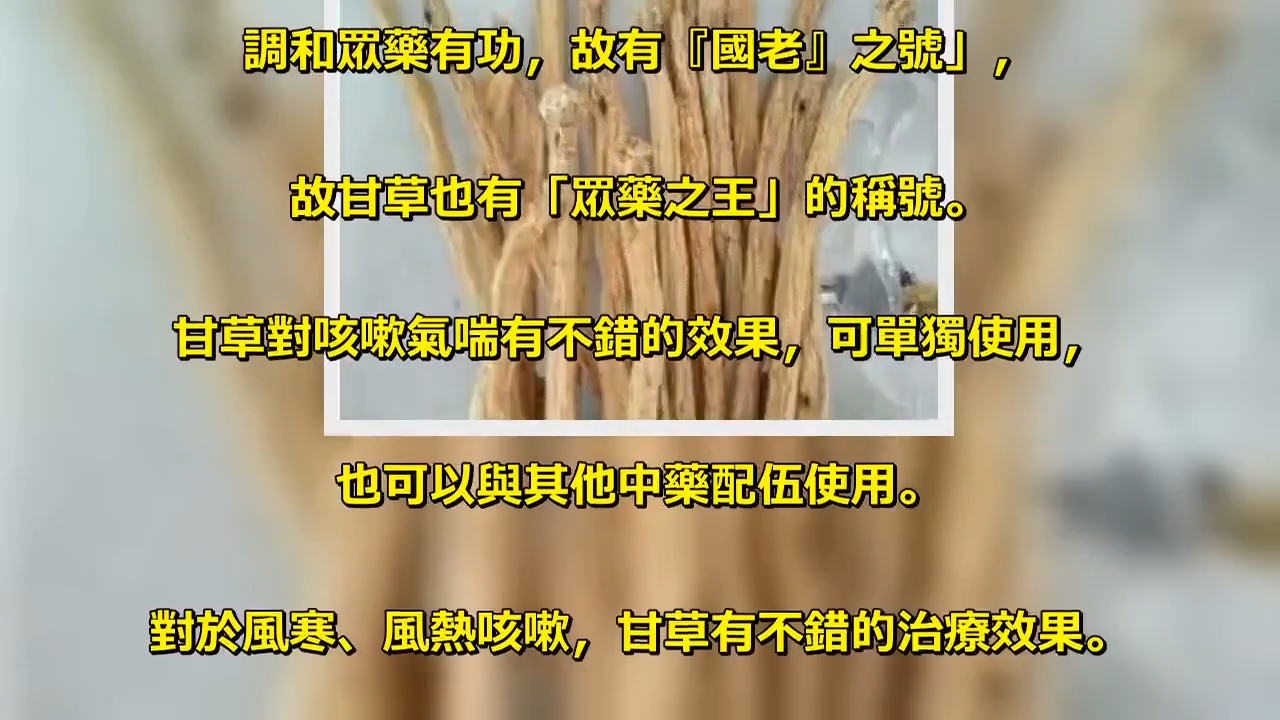 調和眾藥有功，故有『國老』之號」，
故甘草也有「眾藥之王」的稱號。
甘草對咳嗽氣喘有不錯的效果，可單獨使用，
也可以與其他中藥配伍使用。
對於風寒、風熱咳嗽，甘草有不錯的治療效果。